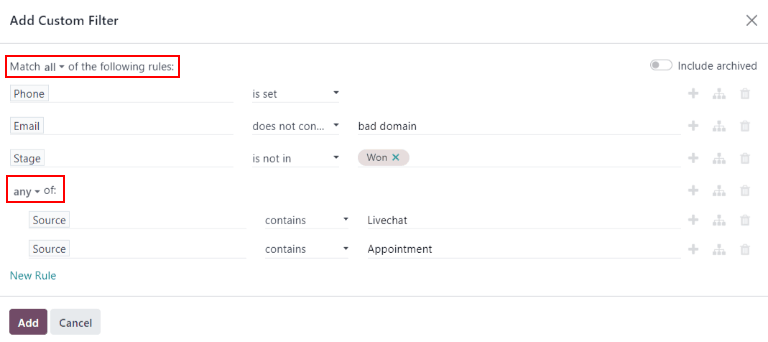 Add Custom Filter
Match all of the following rules: Include archived
Phone is set
Email does not con... bad domain
Stage is not in Won
any of:
Source contains Livechat
Source contains Appointment
New Rule
Add Cancel